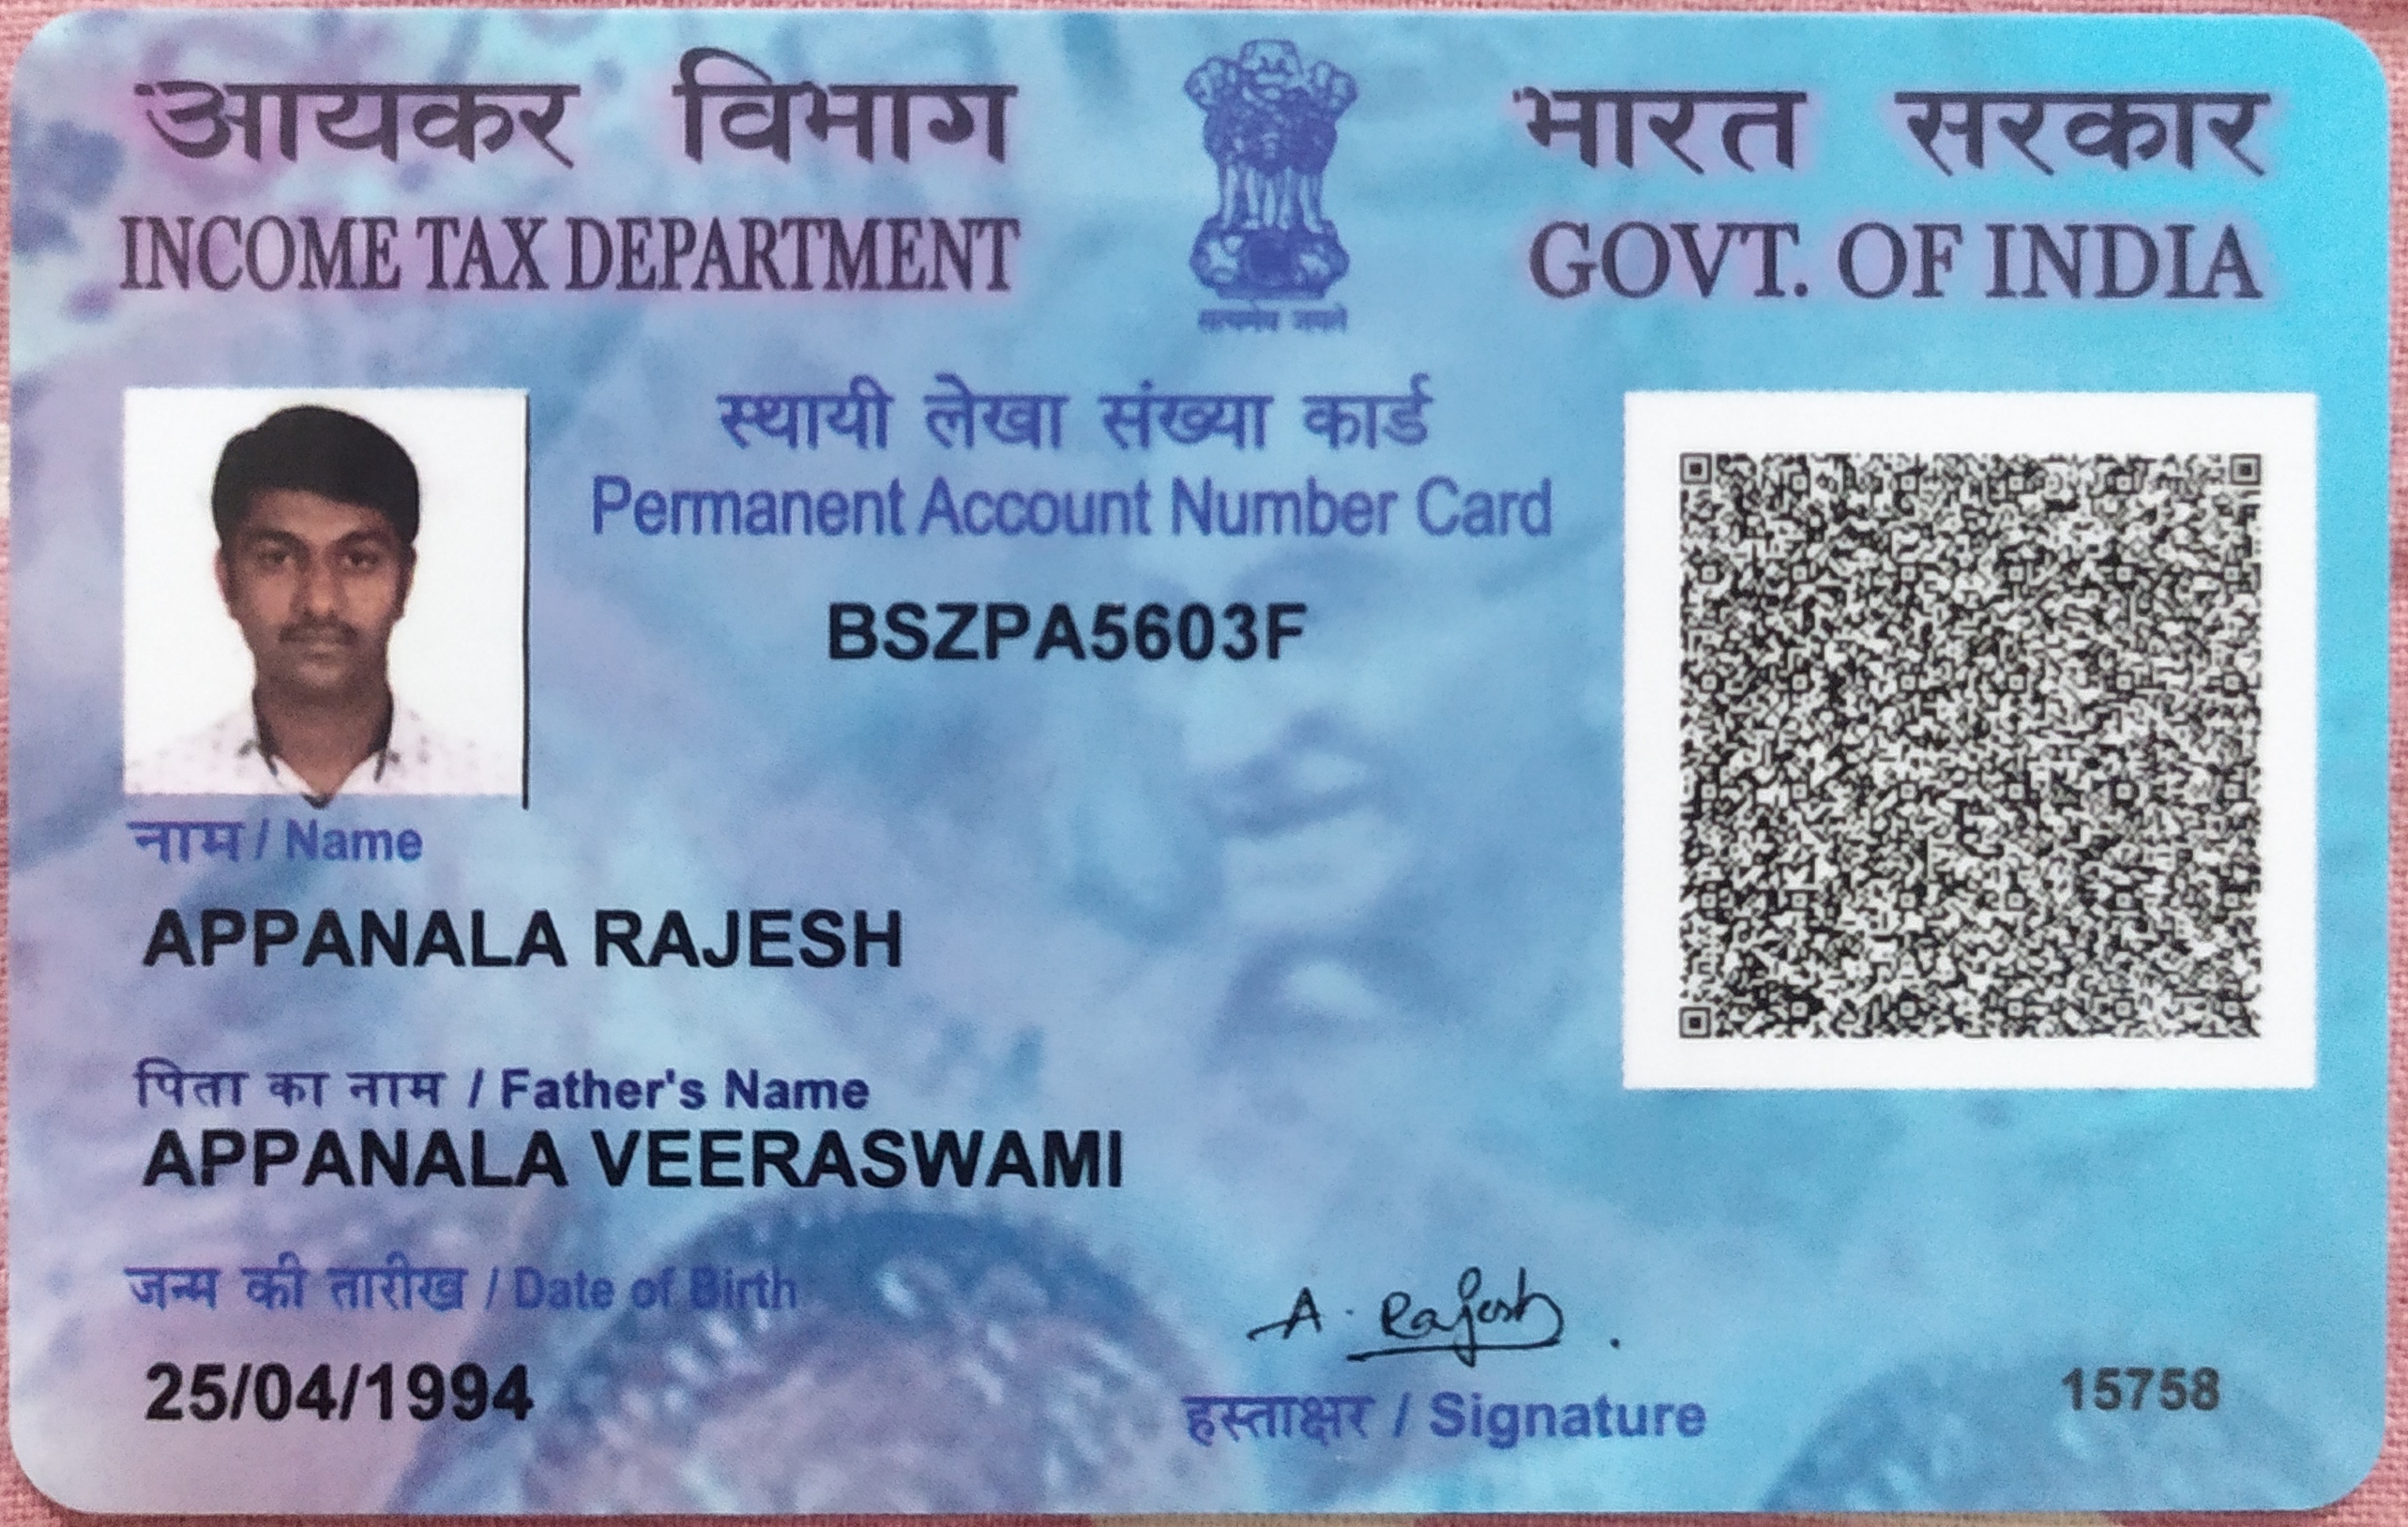 आयकर विभाग
INCOME TAX DEPARTMENT
सत्यमेव जयते
भारत सरकार
GOVT. OF INDIA
स्थायी लेखा संख्या कार्ड
Permanent Account Number Card
BSZPA5603F
नाम / Name
APPANALA RAJESH
पिता का नाम / Father's Name
APPANALA VEERASWAMI
जन्म की तारीख / Date of Birth
25/04/1994
A. Rajesh.
हस्ताक्षर / Signature
15758